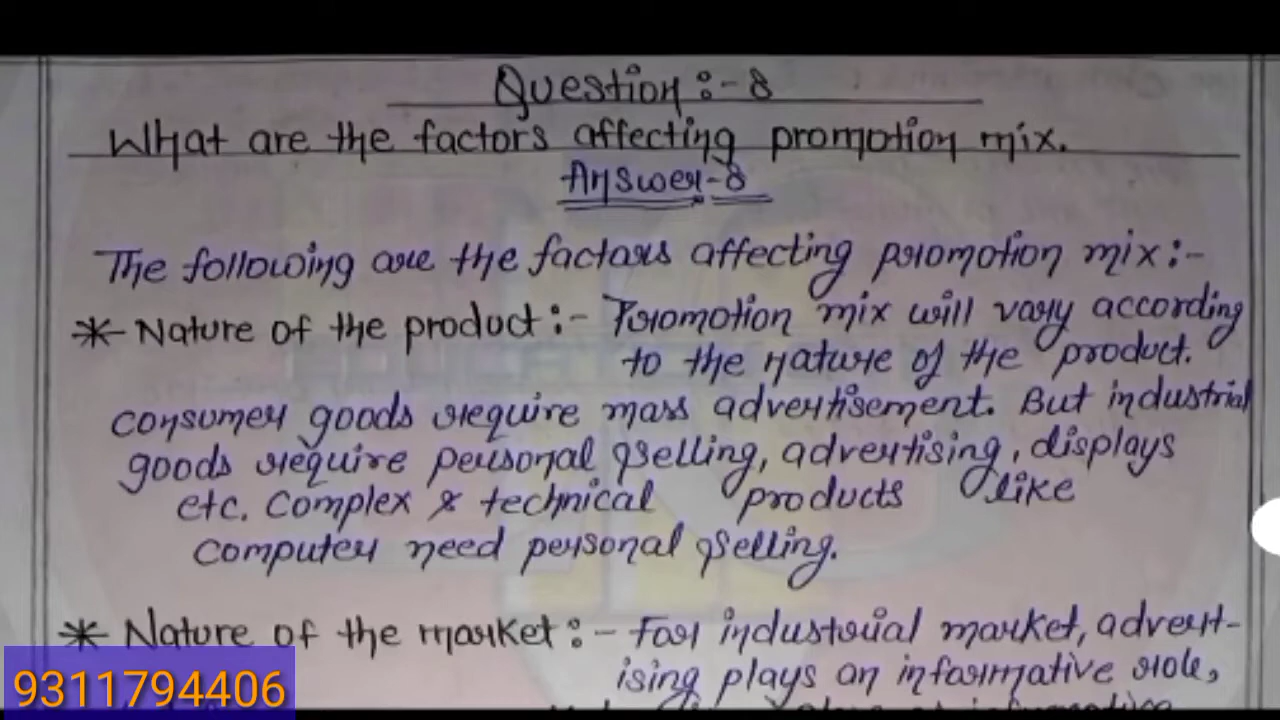 Question :- 8
What are the factors affecting promotion mix.
Answer-8
The following are the factors affecting promotion mix:-
* Nature of the product :- Promotion mix will vary according
to the nature of the product.
consumer goods require mass advertisement. But industrial
goods require personal selling, advertising, displays
etc. Complex & technical products like
computer need personal selling.
* Nature of the market :- For industrial market, advert-
ising plays an informative role,
9311794406